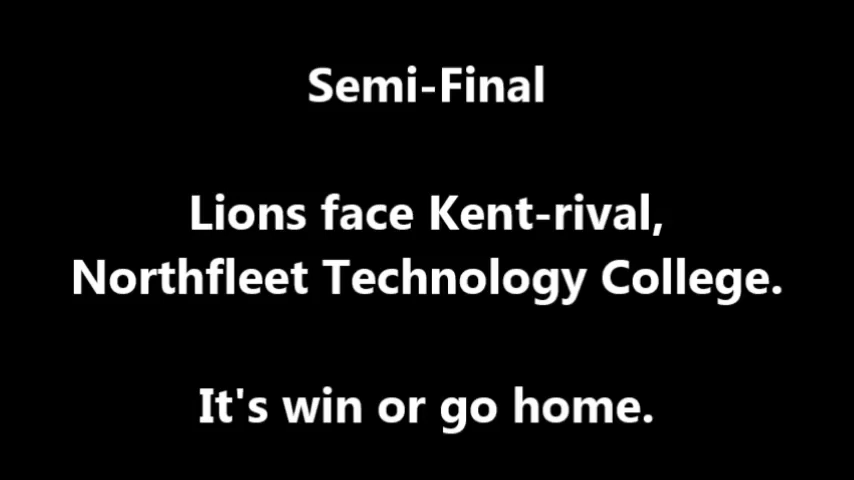 Semi-Final
Lions face Kent-rival,
Northfleet Technology College.
It's win or go home.